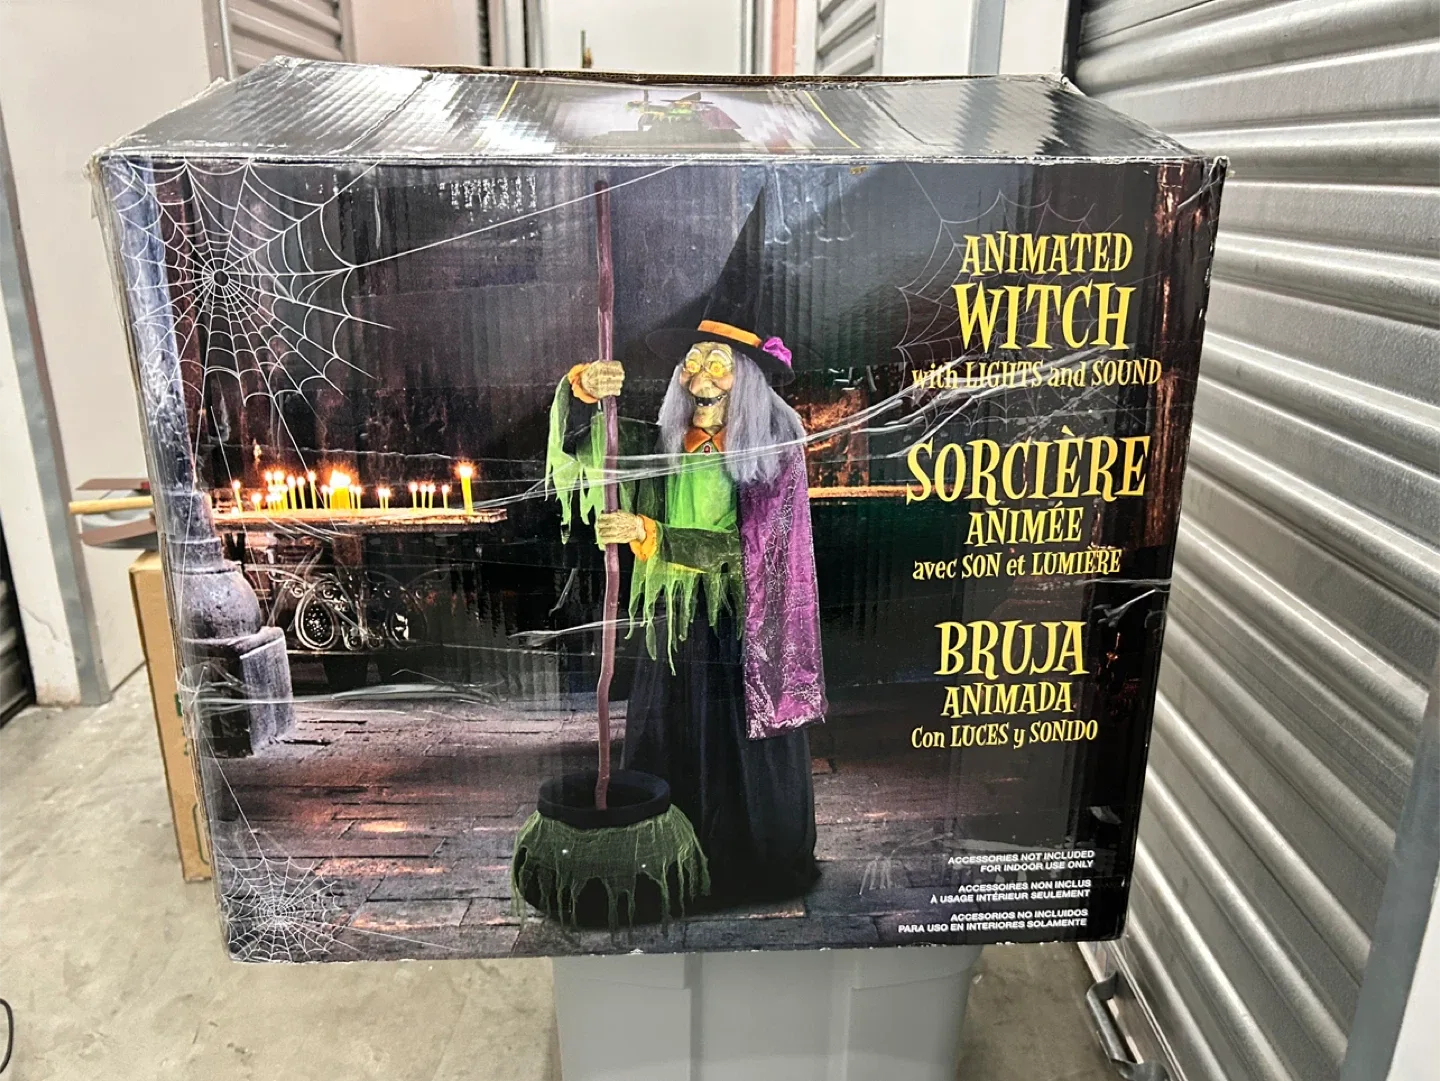 ANIMATED
WITCH
with LIGHTS and SOUND
SORCIÈRE
ANIMÉE
avec SON et LUMIÈRE
BRUJA
ANIMADA
Con LUCES y SONIDO
ACCESSORIES NOT INCLUDED
FOR INDOOR USE ONLY
ACCESSOIRES NON INCLUS
À USAGE INTÉRIEUR SEULEMENT
ACCESORIOS NO INCLUIDOS
PARA USO EN INTERIORES SOLAMENTE